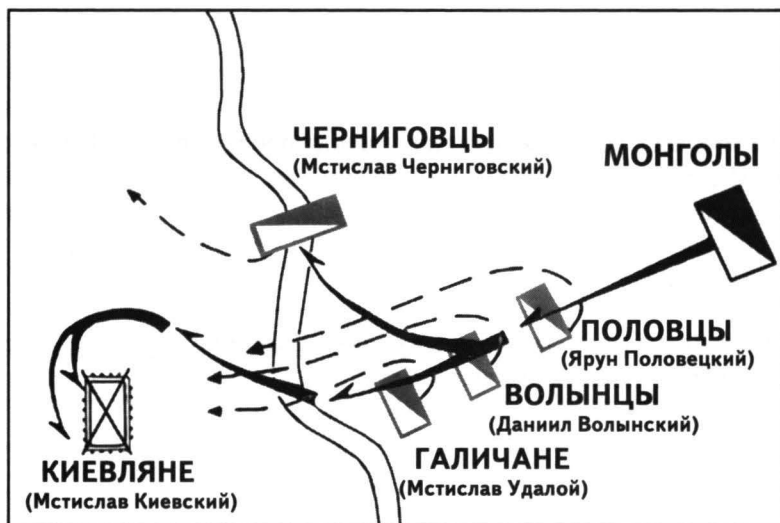 ЧЕРНИГОВЦЫ
(Мстислав Черниговский)
МОНГОЛЫ
ПОЛОВЦЫ
(Ярун Половецкий)
ВОЛЫНЦЫ
(Даниил Волынский)
ГАЛИЧАНЕ
(Мстислав Удалой)
КИЕВЛЯНЕ
(Мстислав Киевский)